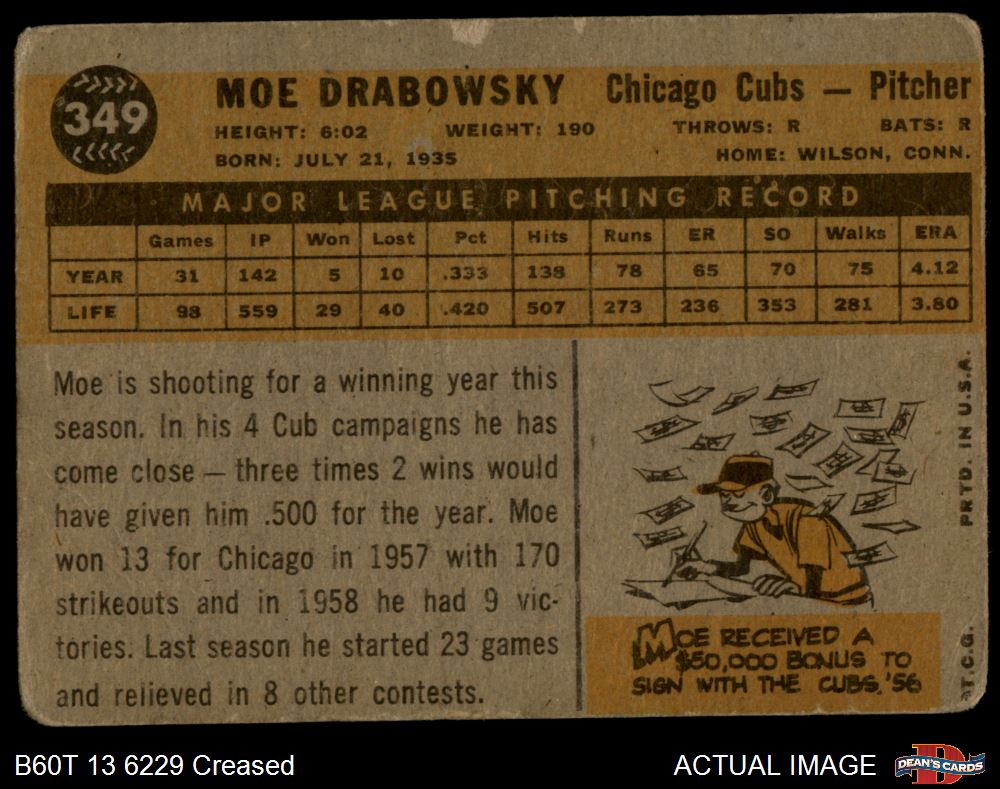 349
MOE DRABOWSKY Chicago Cubs — Pitcher
HEIGHT: 6:02 WEIGHT: 190 THROWS: R BATS: R
BORN: JULY 21, 1935 HOME: WILSON, CONN.
MAJOR LEAGUE PITCHING RECORD
Games IP Won Lost Pct Hits Runs ER SO Walks ERA
YEAR 31 142 5 10 .333 138 78 65 70 75 4.12
LIFE 98 559 29 40 .420 507 273 236 353 281 3.80
Moe is shooting for a winning year this
season. In his 4 Cub campaigns he has
come close — three times 2 wins would
have given him .500 for the year. Moe
won 13 for Chicago in 1957 with 170
strikeouts and in 1958 he had 9 vic-
tories. Last season he started 23 games
and relieved in 8 other contests.
MOE RECEIVED A
$50,000 BONUS TO
SIGN WITH THE CUBS, '56
©T.C.G. PRTD. IN U.S.A.
B60T 13 6229 Creased
ACTUAL IMAGE
DEAN'S CARDS